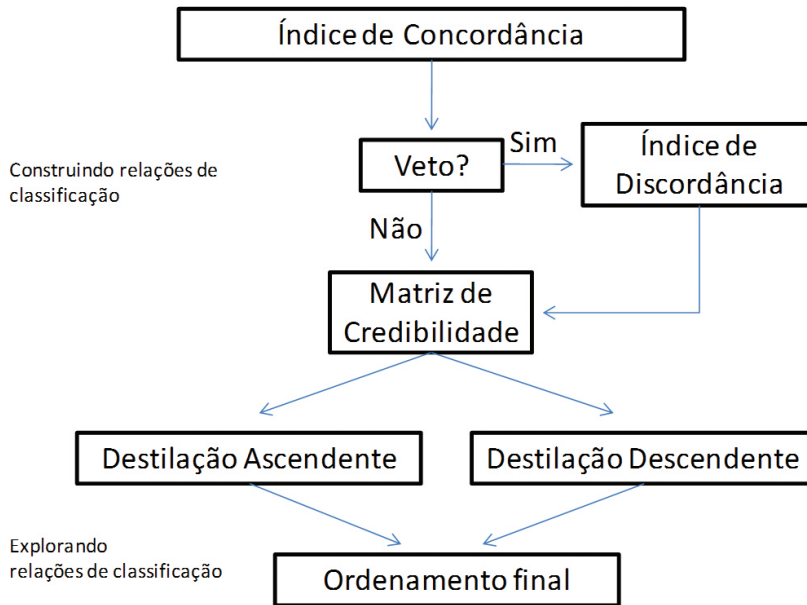 Índice de Concordância
Construindo relações de
classificação
Veto?
Sim
Índice de
Discordância
Não
Matriz de
Credibilidade
Destilação Ascendente
Destilação Descendente
Explorando
relações de classificação
Ordenamento final